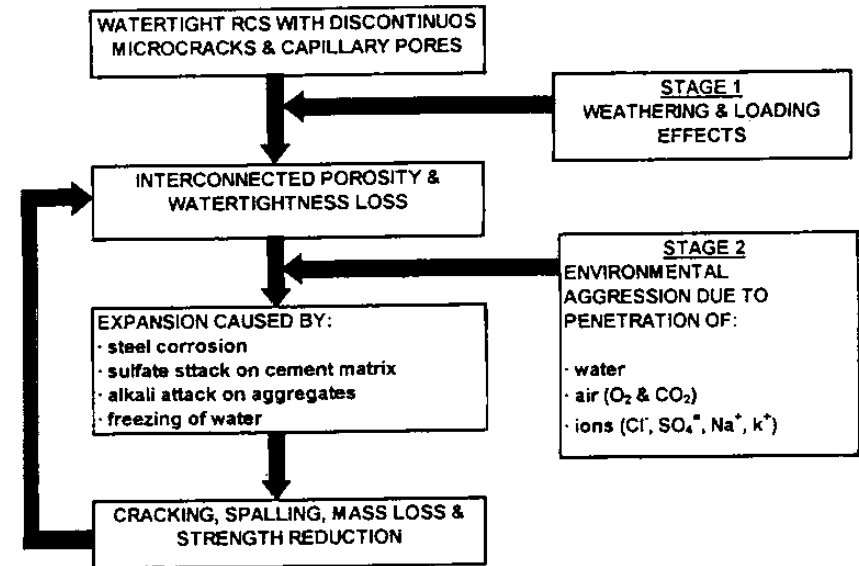 WATERTIGHT RCS WITH DISCONTINUOS
MICROCRACKS & CAPILLARY PORES
STAGE 1
WEATHERING & LOADING
EFFECTS
INTERCONNECTED POROSITY &
WATERTIGHTNESS LOSS
STAGE 2
ENVIRONMENTAL
AGGRESSION DUE TO
PENETRATION OF:
· water
· air (O₂ & CO₂)
· ions (Cl⁻, SO₄⁼, Na⁺, k⁺)
EXPANSION CAUSED BY:
· steel corrosion
· sulfate sttack on cement matrix
· alkali attack on aggregates
· freezing of water
CRACKING, SPALLING, MASS LOSS &
STRENGTH REDUCTION